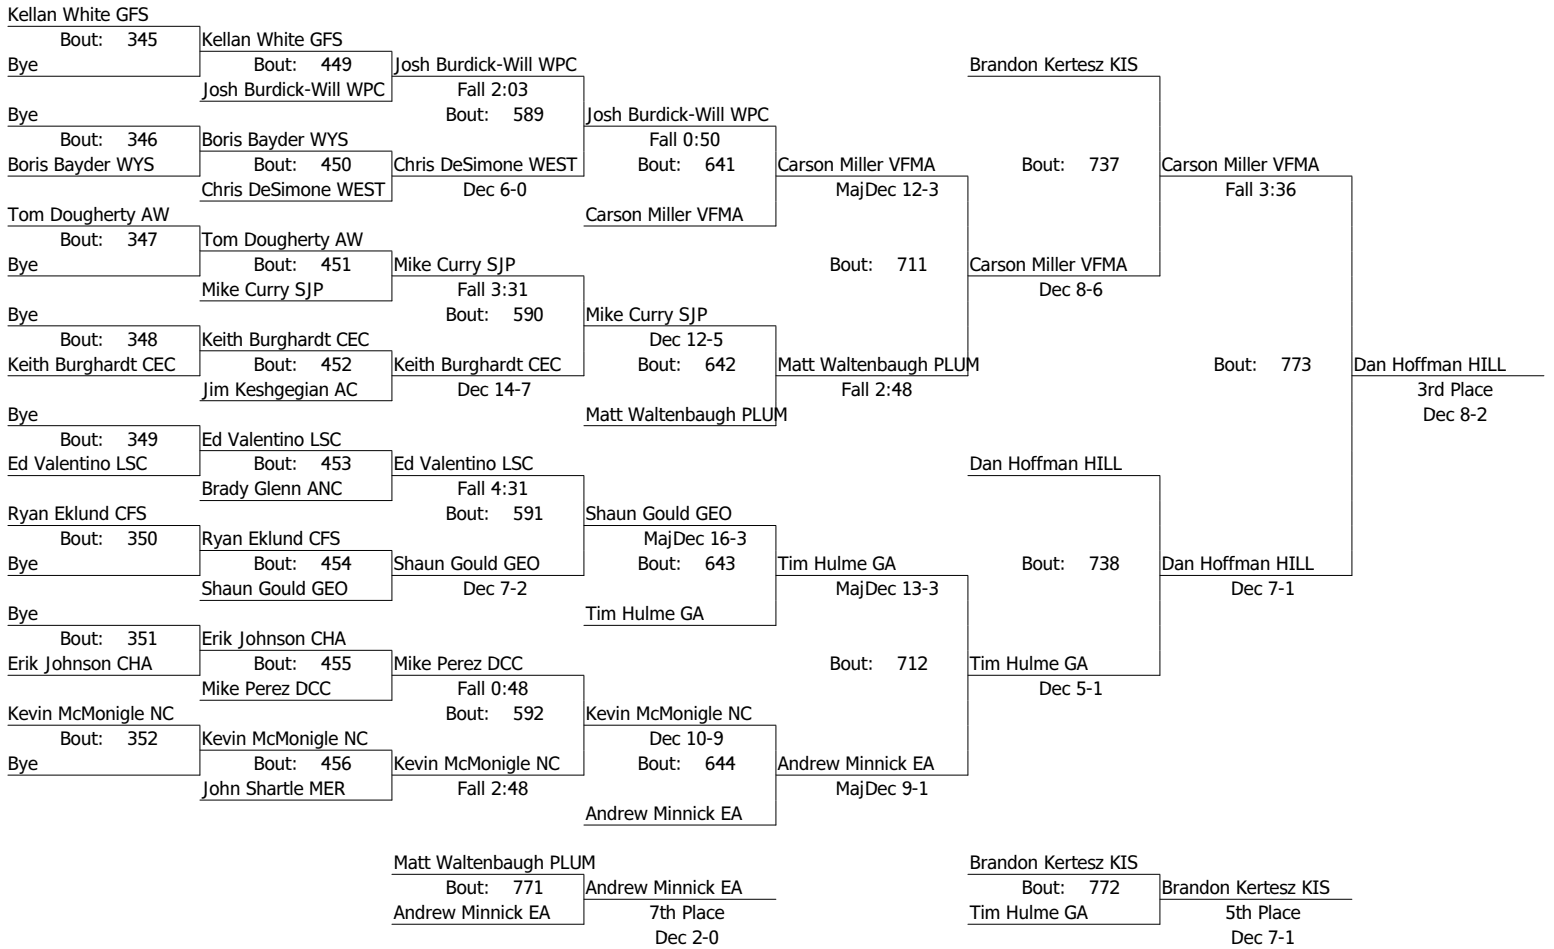 Kellan White GFS
Bout: 345
Bye
Bye
Bout: 346
Boris Bayder WYS
Tom Dougherty AW
Bout: 347
Bye
Bye
Bout: 348
Keith Burghardt CEC
Bye
Bout: 349
Ed Valentino LSC
Ryan Eklund CFS
Bout: 350
Bye
Bye
Bout: 351
Erik Johnson CHA
Kevin McMonigle NC
Bout: 352
Bye
Kellan White GFS
Bout: 449
Josh Burdick-Will WPC
Boris Bayder WYS
Bout: 450
Chris DeSimone WEST
Tom Dougherty AW
Bout: 451
Mike Curry SJP
Keith Burghardt CEC
Bout: 452
Jim Keshgegian AC
Ed Valentino LSC
Bout: 453
Brady Glenn ANC
Ryan Eklund CFS
Bout: 454
Shaun Gould GEO
Erik Johnson CHA
Bout: 455
Mike Perez DCC
Kevin McMonigle NC
Bout: 456
John Shartle MER
Josh Burdick-Will WPC
Fall 2:03
Bout: 589
Chris DeSimone WEST
Dec 6-0
Mike Curry SJP
Fall 3:31
Bout: 590
Keith Burghardt CEC
Dec 14-7
Ed Valentino LSC
Fall 4:31
Bout: 591
Shaun Gould GEO
Dec 7-2
Mike Perez DCC
Fall 0:48
Bout: 592
Kevin McMonigle NC
Fall 2:48
Josh Burdick-Will WPC
Fall 0:50
Bout: 641
Carson Miller VFMA
Mike Curry SJP
Dec 12-5
Bout: 642
Matt Waltenbaugh PLUM
Shaun Gould GEO
MajDec 16-3
Bout: 643
Tim Hulme GA
Kevin McMonigle NC
Dec 10-9
Bout: 644
Andrew Minnick EA
Carson Miller VFMA
MajDec 12-3
Bout: 711
Matt Waltenbaugh PLUM
Fall 2:48
Tim Hulme GA
MajDec 13-3
Bout: 712
Andrew Minnick EA
MajDec 9-1
Brandon Kertesz KIS
Bout: 737
Carson Miller VFMA
Dec 8-6
Dan Hoffman HILL
Bout: 738
Tim Hulme GA
Dec 5-1
Carson Miller VFMA
Fall 3:36
Bout: 773
Dan Hoffman HILL
Dec 7-1
Dan Hoffman HILL
3rd Place
Dec 8-2
Matt Waltenbaugh PLUM
Bout: 771
Andrew Minnick EA
Andrew Minnick EA
7th Place
Dec 2-0
Brandon Kertesz KIS
Bout: 772
Tim Hulme GA
Brandon Kertesz KIS
5th Place
Dec 7-1